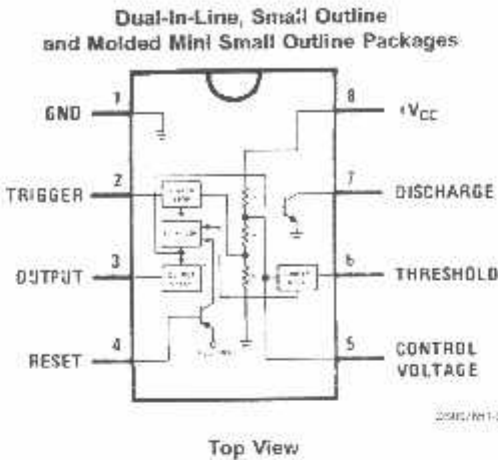 Dual-In-Line, Small Outline
and Molded Mini Small Outline Packages
1
GND
8
+VCC
2
TRIGGER
7
DISCHARGE
3
OUTPUT
6
THRESHOLD
4
RESET
5
CONTROL
VOLTAGE
Top View